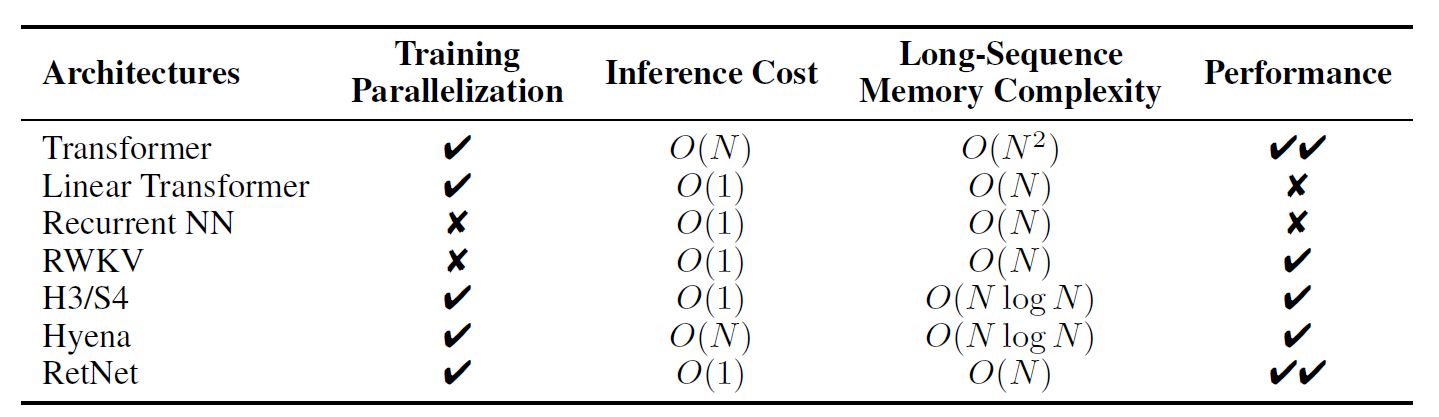 Architectures Training Parallelization Inference Cost Long-Sequence Memory Complexity Performance
Transformer ✔ O(N) O(N²) ✔✔
Linear Transformer ✔ O(1) O(N) ✘
Recurrent NN ✘ O(1) O(N) ✘
RWKV ✘ O(1) O(N) ✔
H3/S4 ✔ O(1) O(N log N) ✔
Hyena ✔ O(N) O(N log N) ✔
RetNet ✔ O(1) O(N) ✔✔